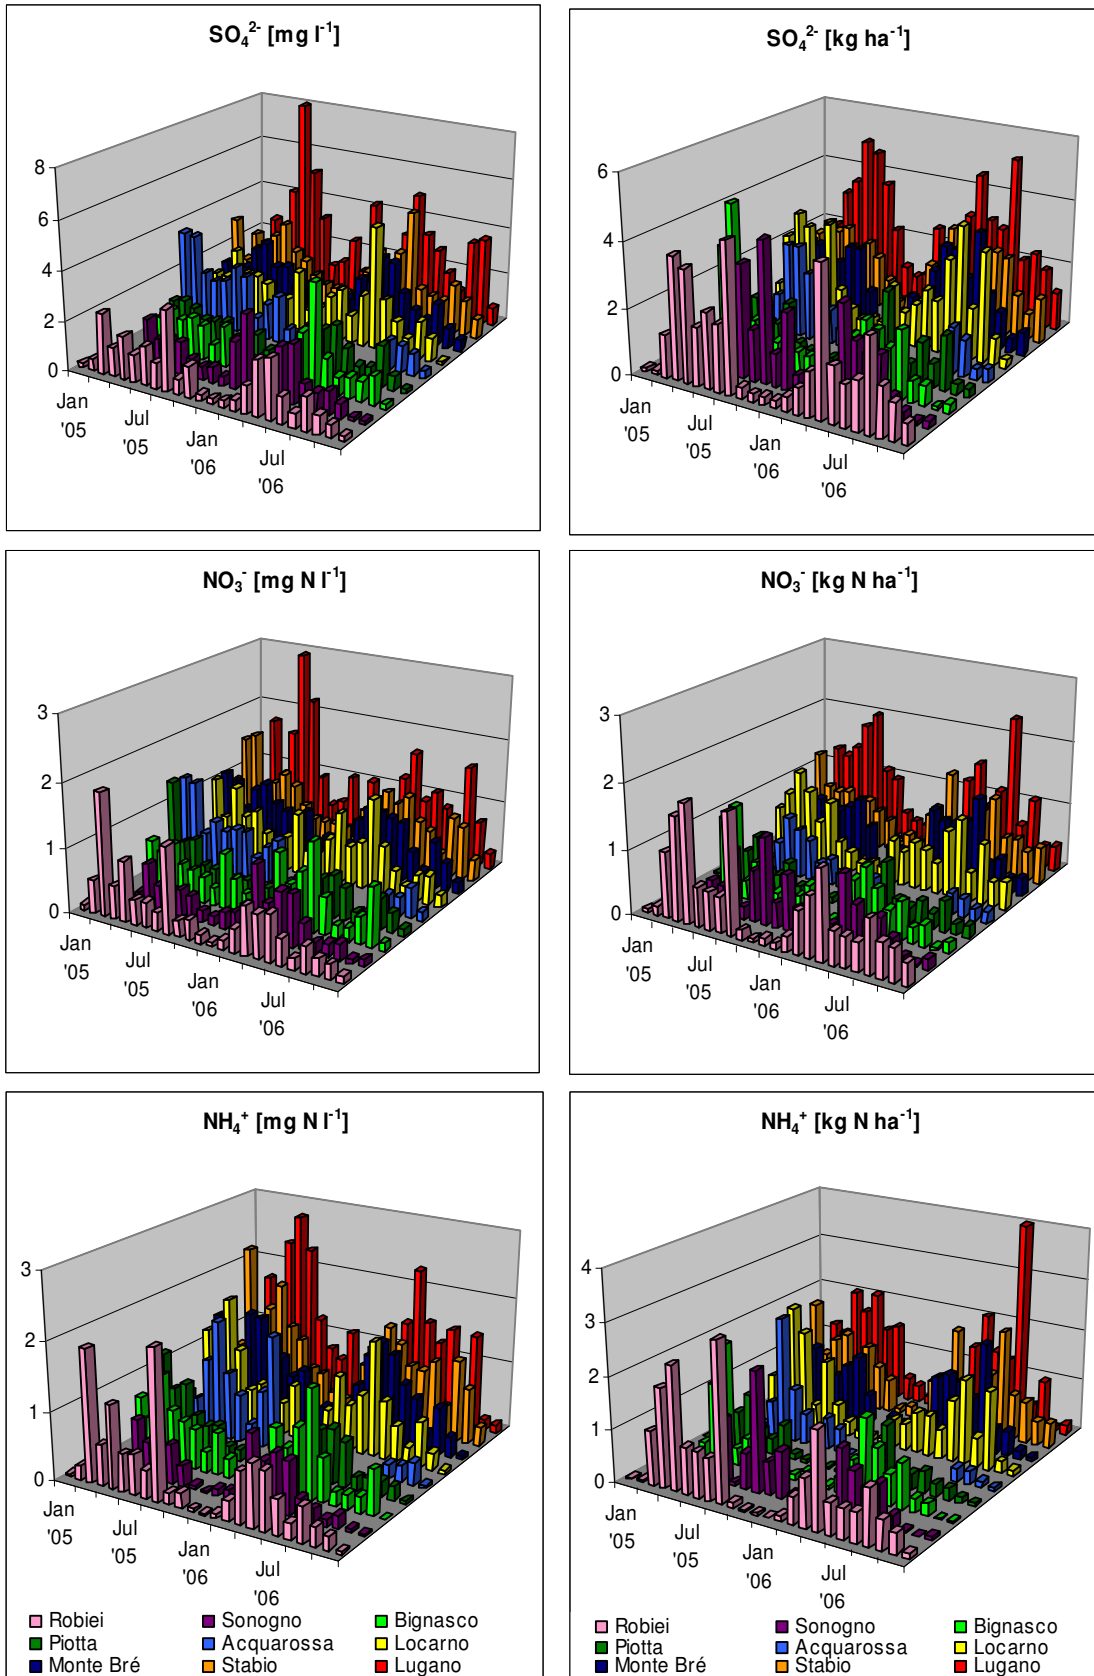 SO₄²⁻ [mg l⁻¹]
8
6
4
2
0
Jan '05
Jul '05
Jan '06
Jul '06
SO₄²⁻ [kg ha⁻¹]
6
4
2
0
Jan '05
Jul '05
Jan '06
Jul '06
NO₃⁻ [mg N l⁻¹]
3
2
1
0
Jan '05
Jul '05
Jan '06
Jul '06
NO₃⁻ [kg N ha⁻¹]
3
2
1
0
Jan '05
Jul '05
Jan '06
Jul '06
NH₄⁺ [mg N l⁻¹]
3
2
1
0
Jan '05
Jul '05
Jan '06
Jul '06
Robiei Sonogno Bignasco
Piotta Acquarossa Locarno
Monte Bré Stabio Lugano
NH₄⁺ [kg N ha⁻¹]
4
3
2
1
0
Jan '05
Jul '05
Jan '06
Jul '06
Robiei Sonogno Bignasco
Piotta Acquarossa Locarno
Monte Bré Stabio Lugano